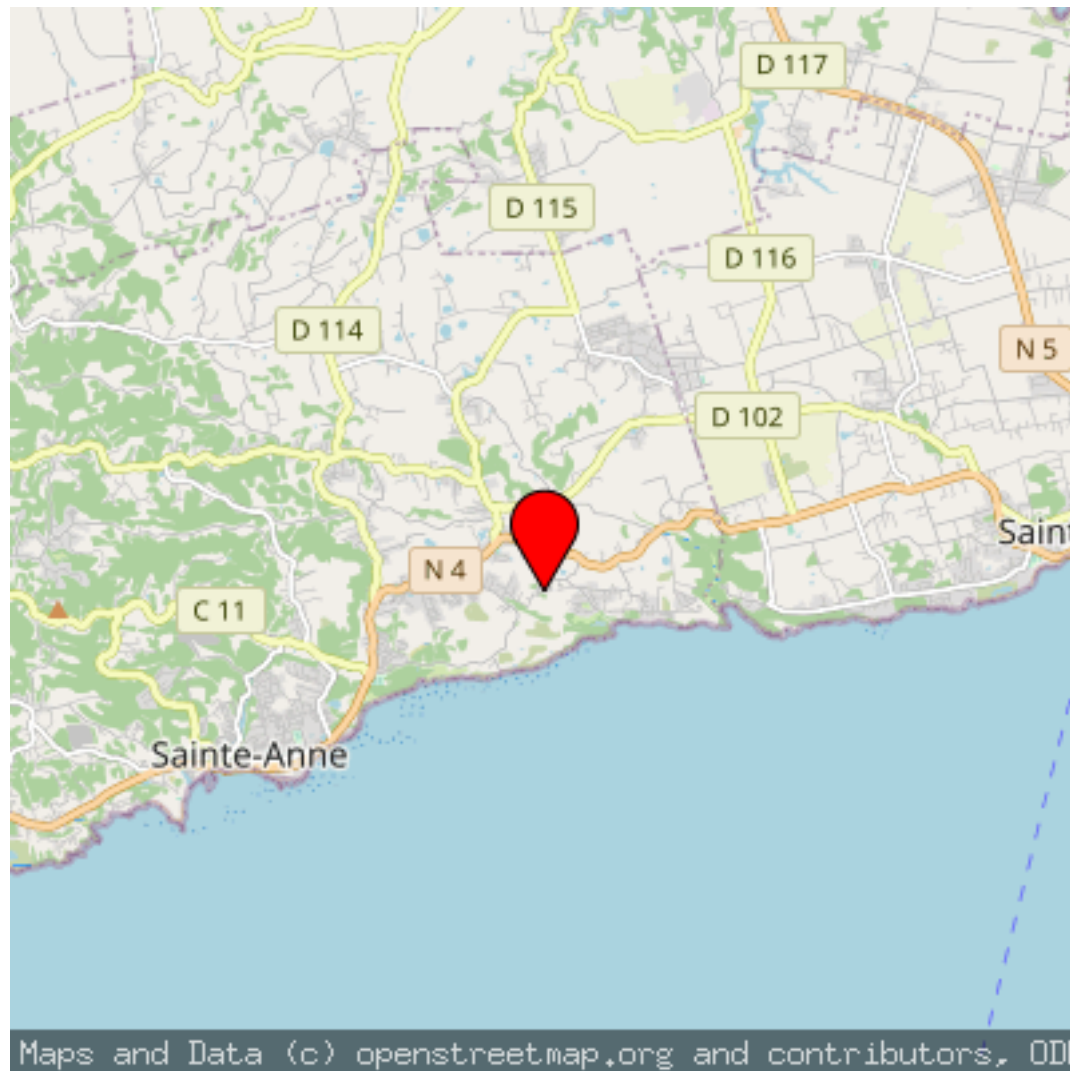 D 117
D 115
D 116
D 114
N 5
D 102
Saint
N 4
C 11
Sainte-Anne
Maps and Data (c) openstreetmap.org and contributors, OD